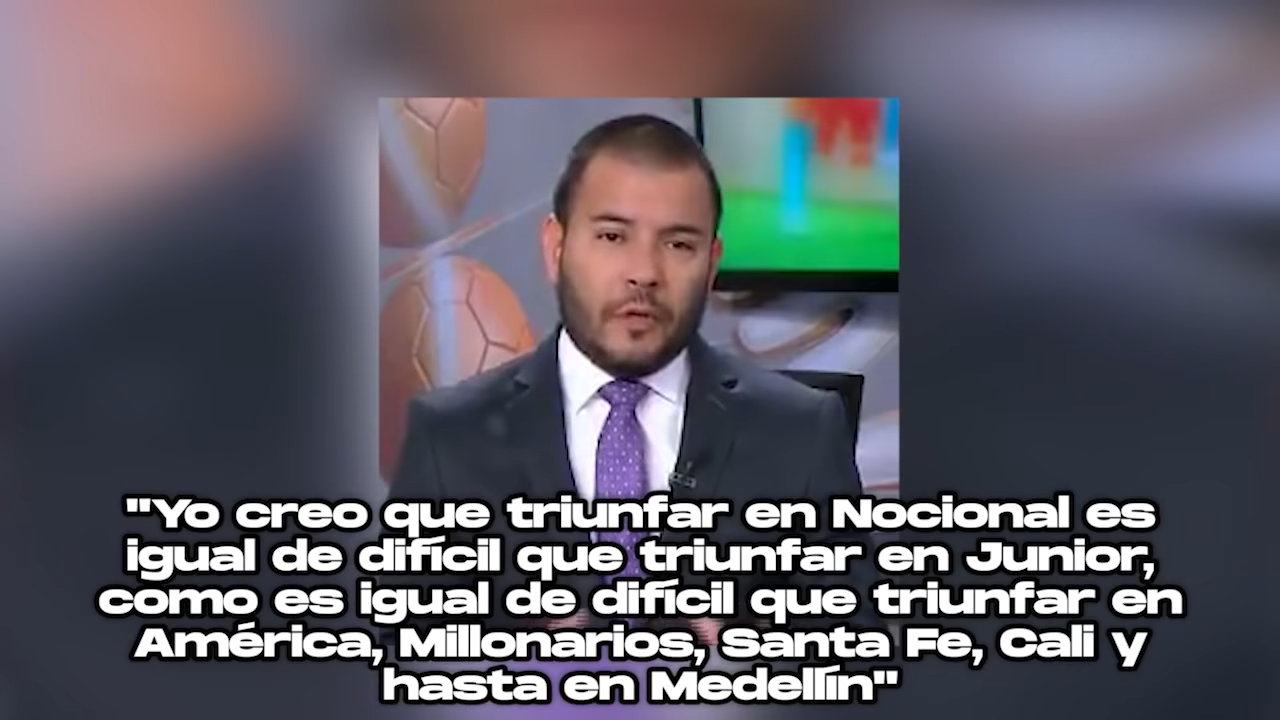 "Yo creo que triunfar en Nocional es
igual de difícil que triunfar en Junior,
como es igual de difícil que triunfar en
América, Millonarios, Santa Fe, Cali y
hasta en Medellín"